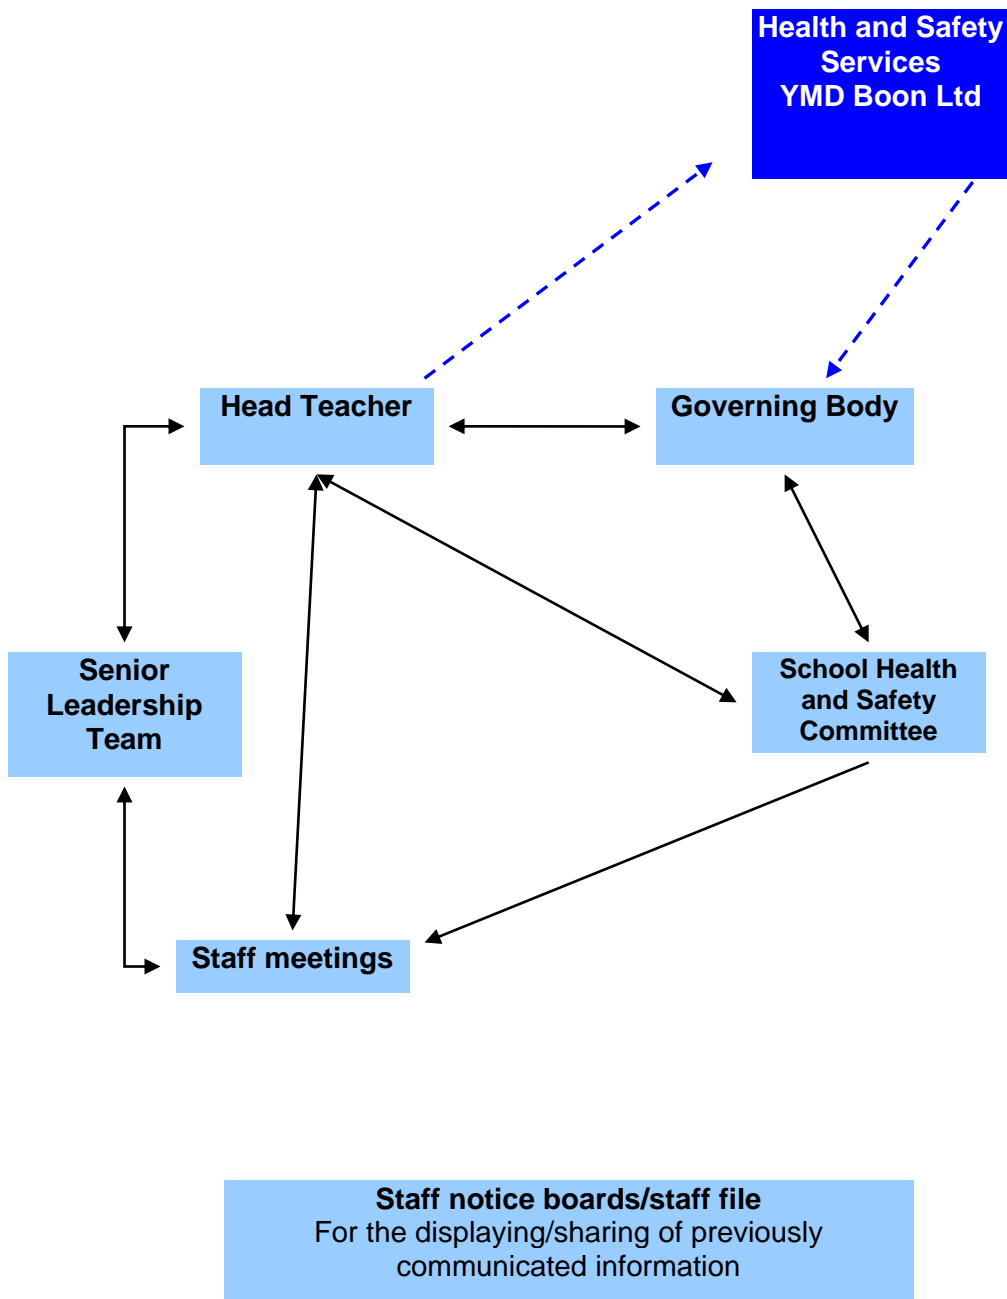 Health and Safety
Services
YMD Boon Ltd
Head Teacher
Governing Body
Senior
Leadership
Team
School Health
and Safety
Committee
Staff meetings
Staff notice boards/staff file
For the displaying/sharing of previously
communicated information